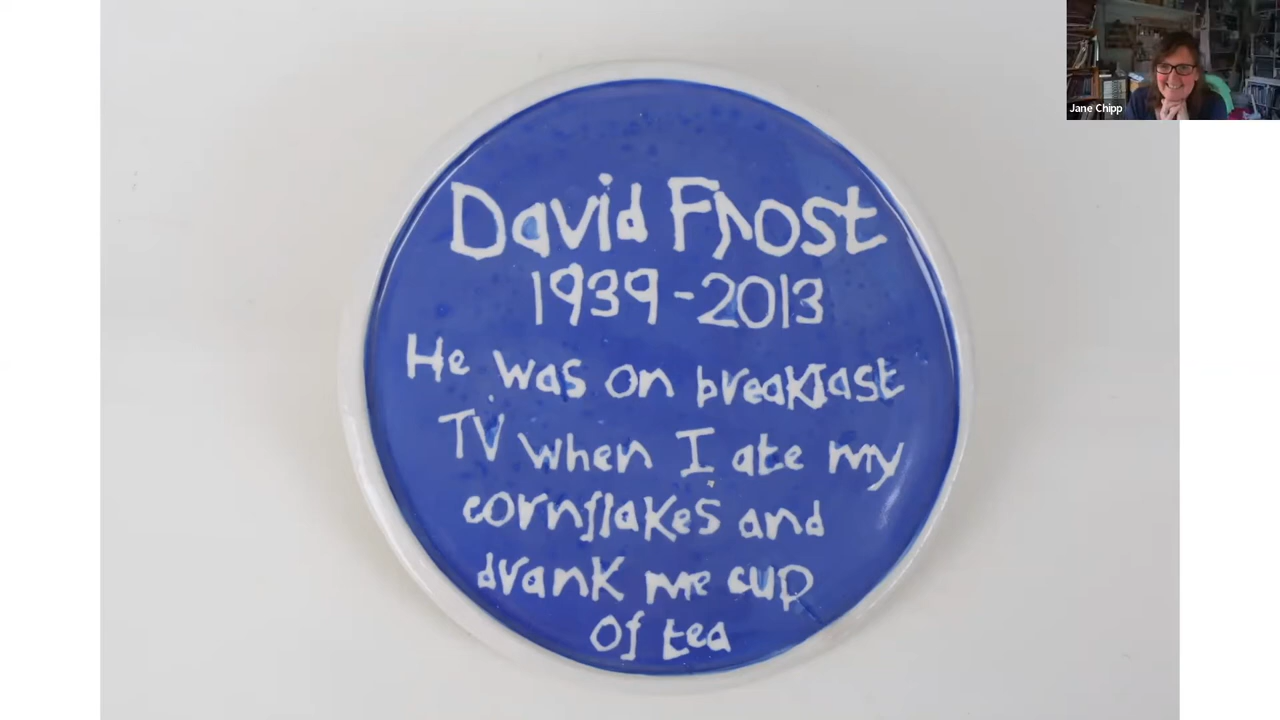 David Frost
1939-2013
He was on breakfast
TV when I ate my
cornflakes and
drank me cup
of tea
Jane Chipp